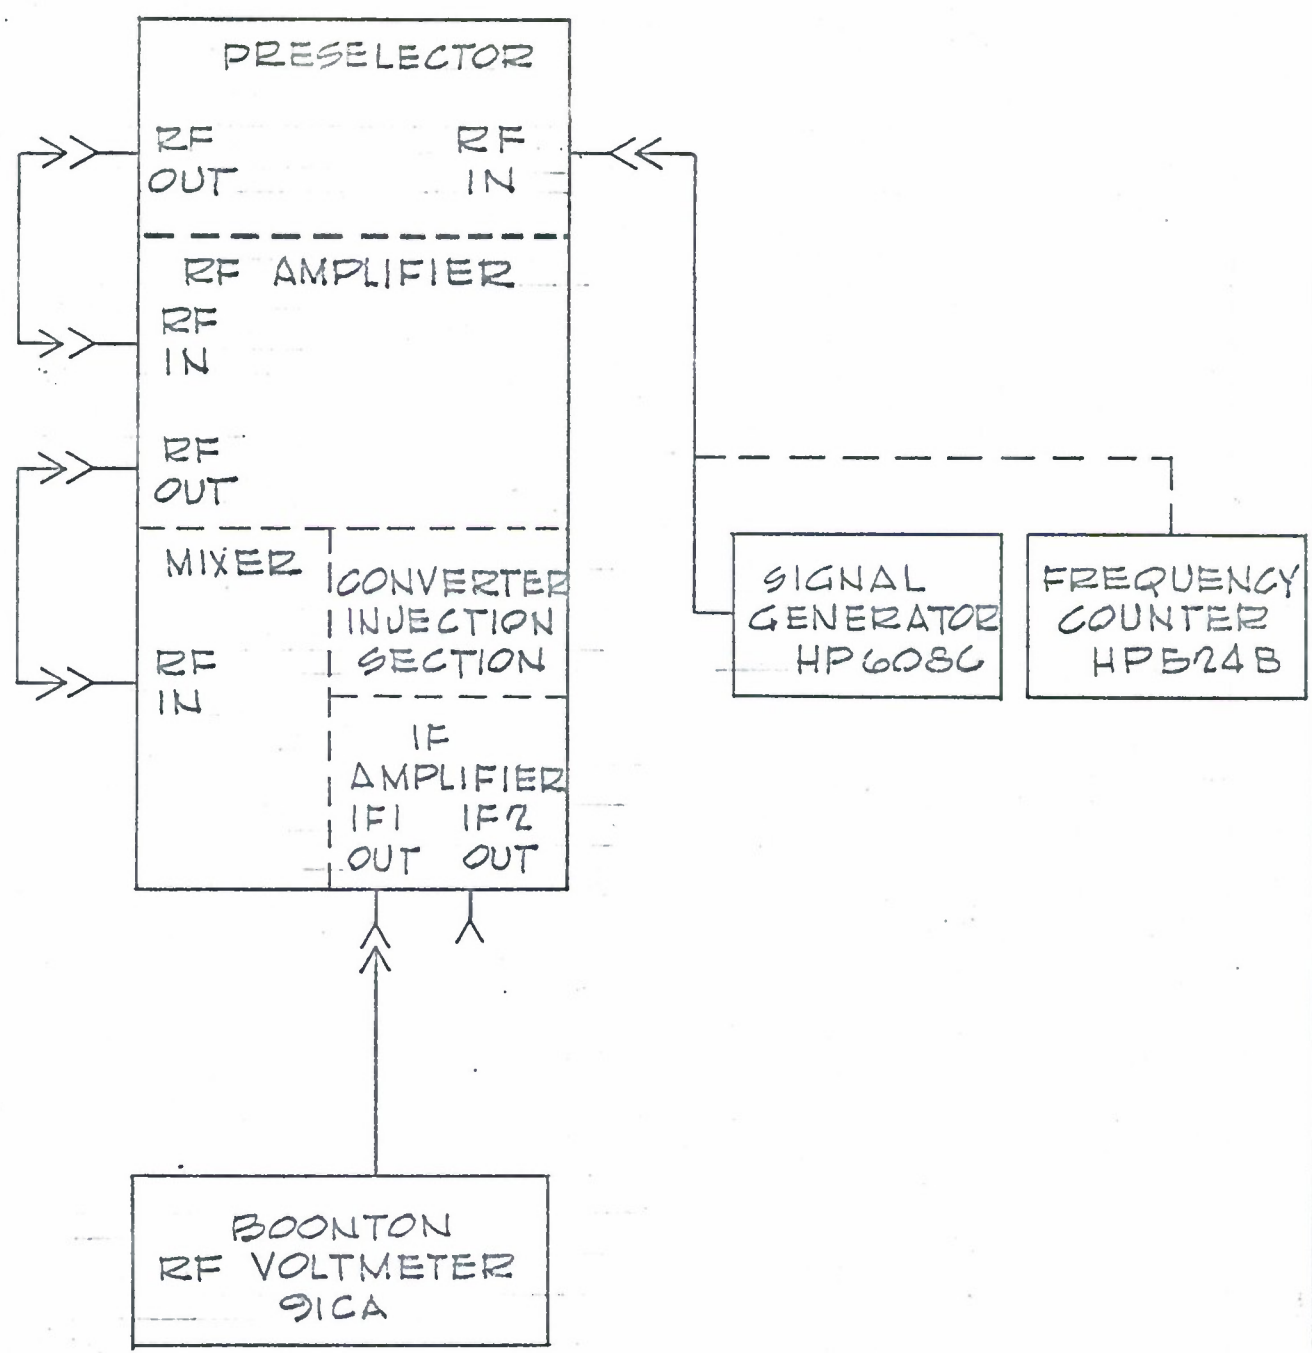 PRESELECTOR
RF
OUT
RF
IN
RF AMPLIFIER
RF
IN
RF
OUT
MIXER
RF
IN
CONVERTER
INJECTION
SECTION
IF
AMPLIFIER
IF1
OUT
IF2
OUT
SIGNAL
GENERATOR
HP608C
FREQUENCY
COUNTER
HP524B
BOONTON
RF VOLTMETER
91CA